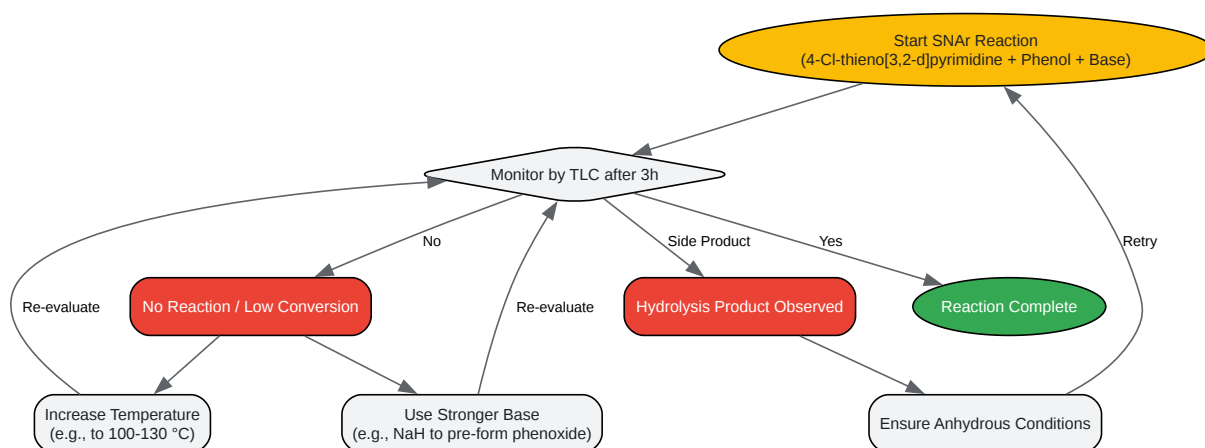 Start SNAr Reaction
(4-Cl-thieno[3,2-d]pyrimidine + Phenol + Base)
Monitor by TLC after 3h
No
Side Product
Yes
Retry
Re-evaluate
No Reaction / Low Conversion
Re-evaluate
Hydrolysis Product Observed
Reaction Complete
Increase Temperature
(e.g., to 100-130 °C)
Use Stronger Base
(e.g., NaH to pre-form phenoxide)
Ensure Anhydrous Conditions